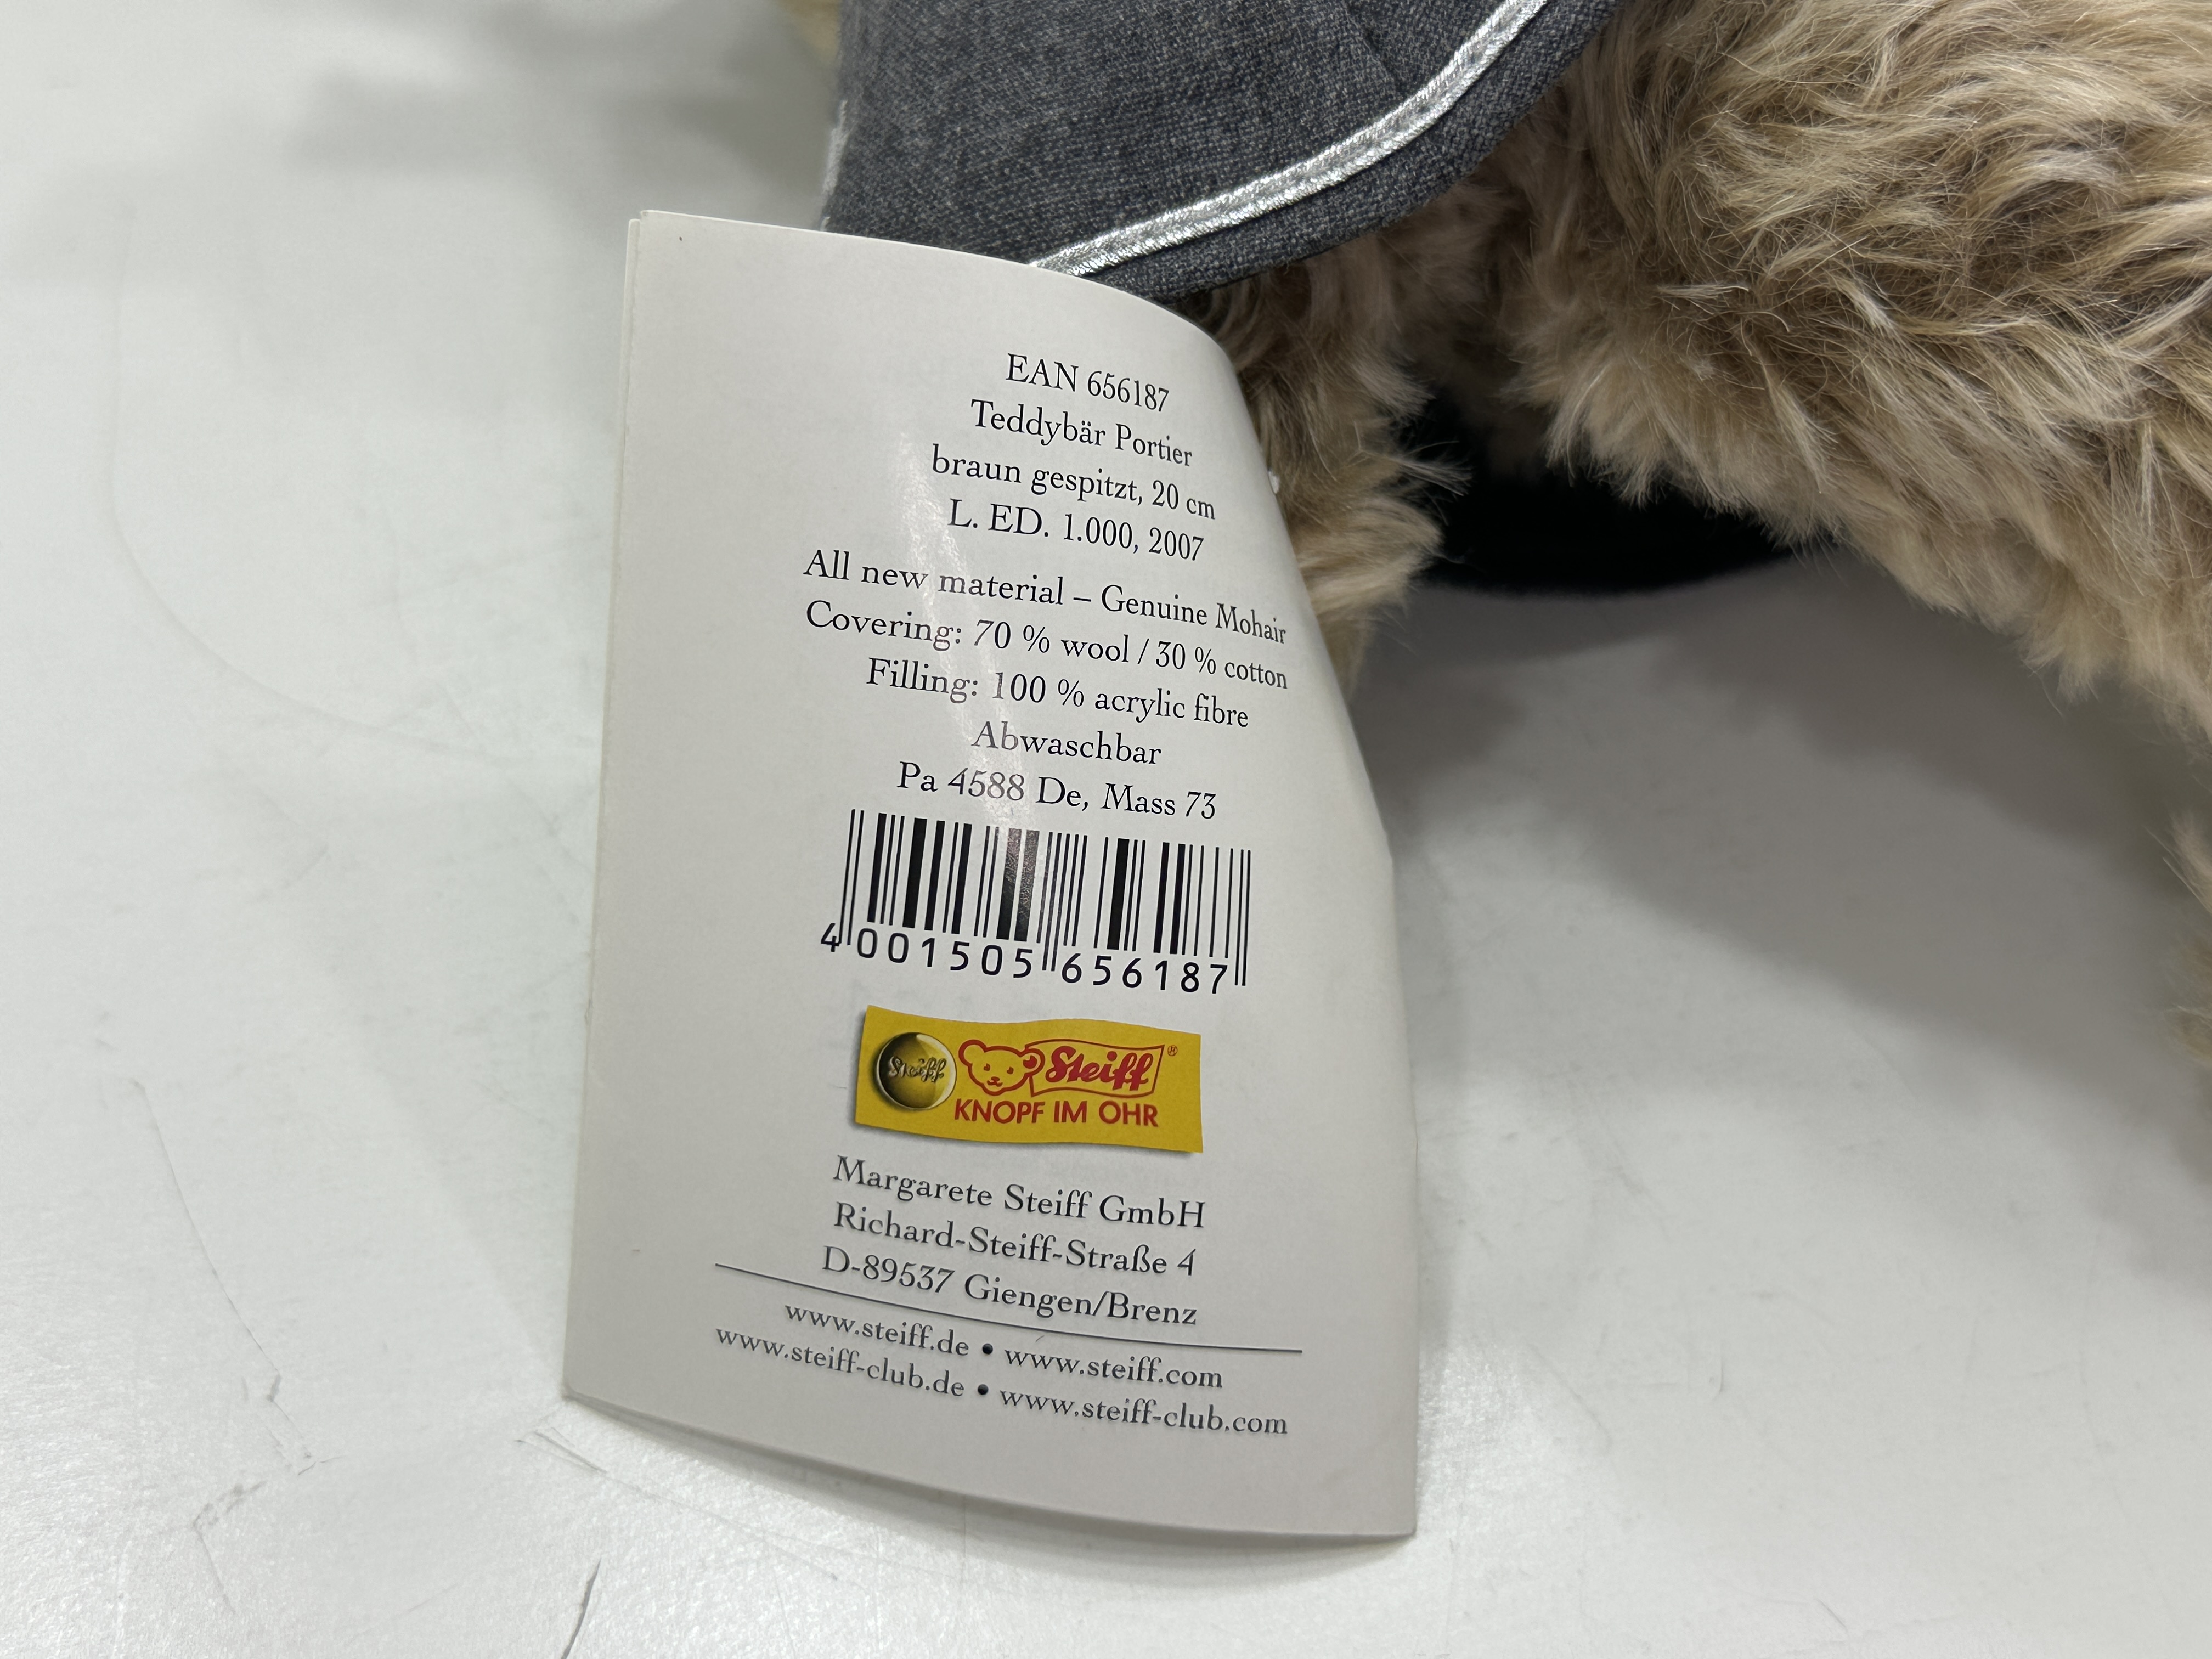 EAN 656187
Teddybär Portier
braun gespitzt, 20 cm
L. ED. 1.000, 2007
All new material – Genuine Mohair
Covering: 70 % wool / 30 % cotton
Filling: 100 % acrylic fibre
Abwaschbar
Pa 4588 De, Mass 73
4 001505 656187
Steiff Steiff®
KNOPF IM OHR
Margarete Steiff GmbH
Richard-Steiff-Straße 4
D-89537 Giengen/Brenz
www.steiff.de • www.steiff.com
www.steiff-club.de • www.steiff-club.com